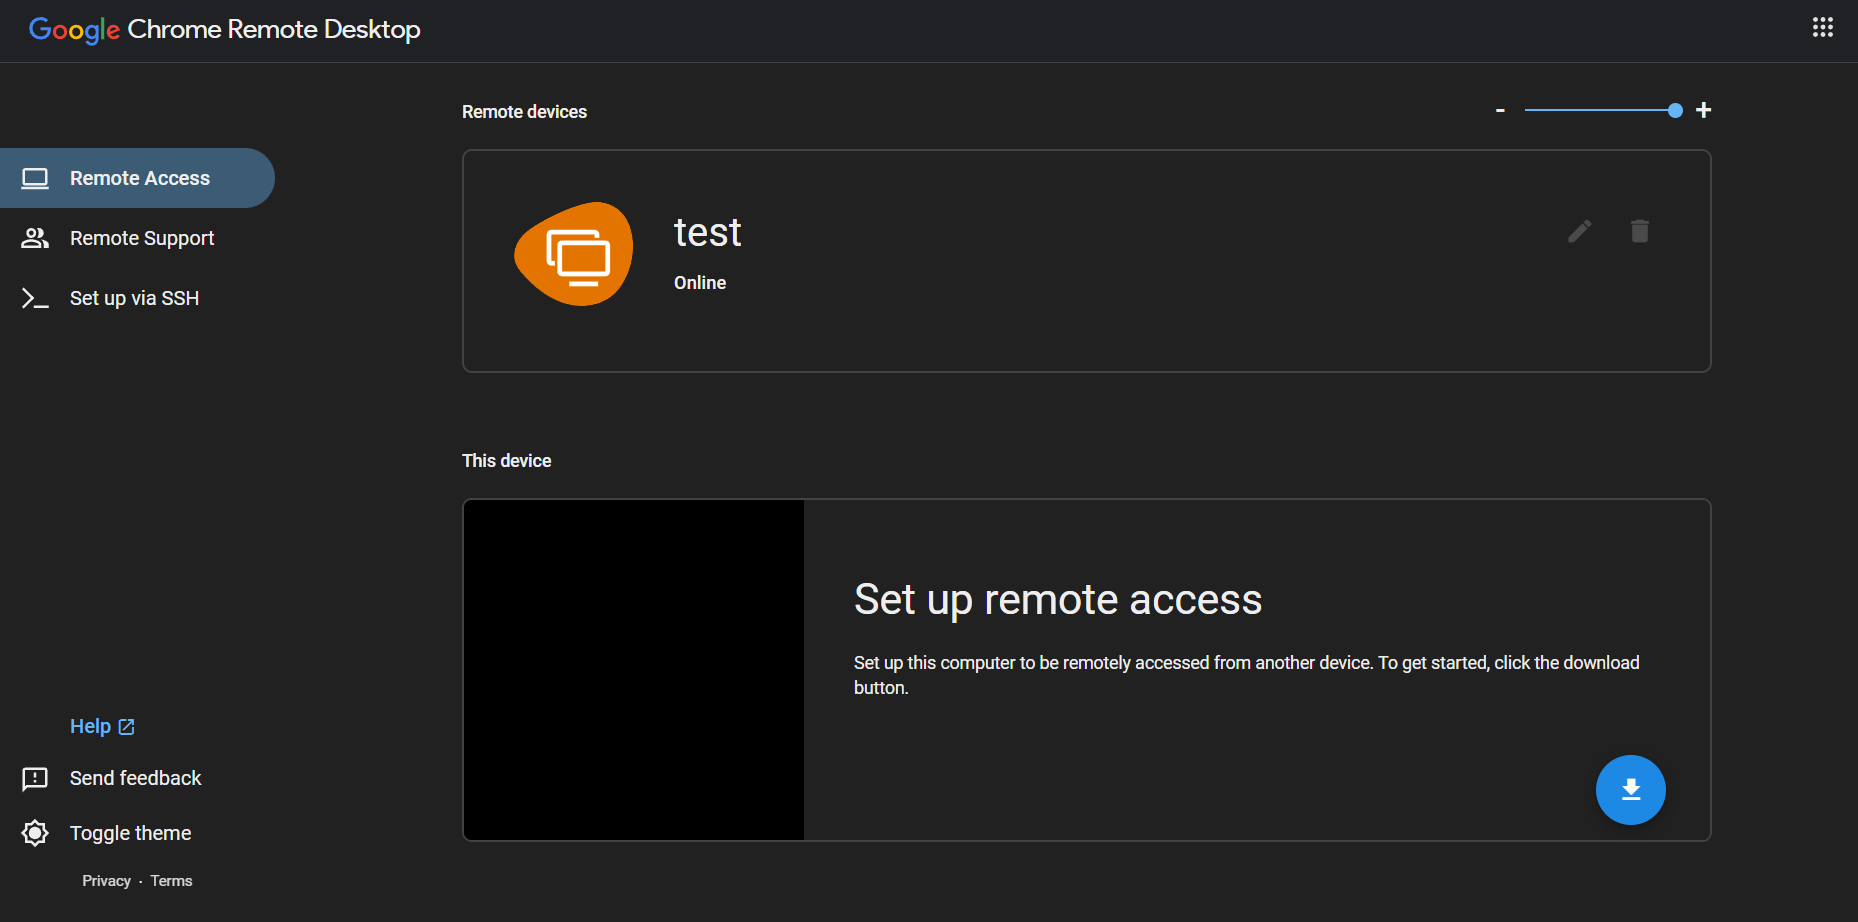 Google Chrome Remote Desktop
Remote Access
Remote Support
Set up via SSH
Remote devices
- +
test
Online
This device
Set up remote access
Set up this computer to be remotely accessed from another device. To get started, click the download
button.
Help
Send feedback
Toggle theme
Privacy · Terms